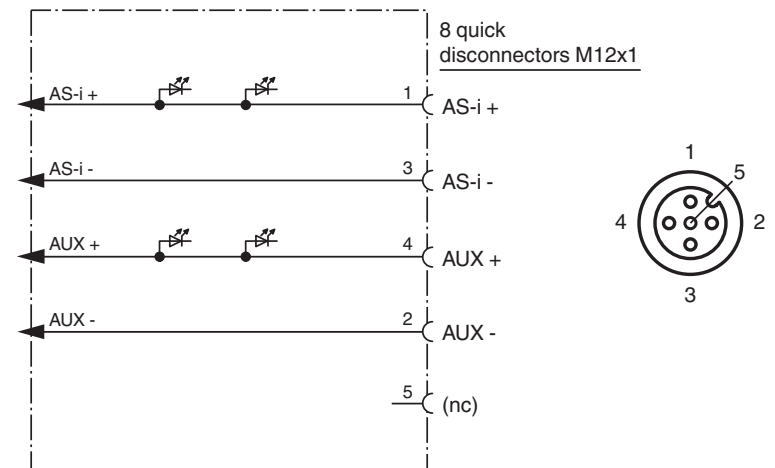 8 quick
disconnectors M12x1
AS-i +
1
AS-i +
AS-i -
3
AS-i -
AUX +
4
AUX +
AUX -
2
AUX -
5
(nc)
1
5
4
2
3